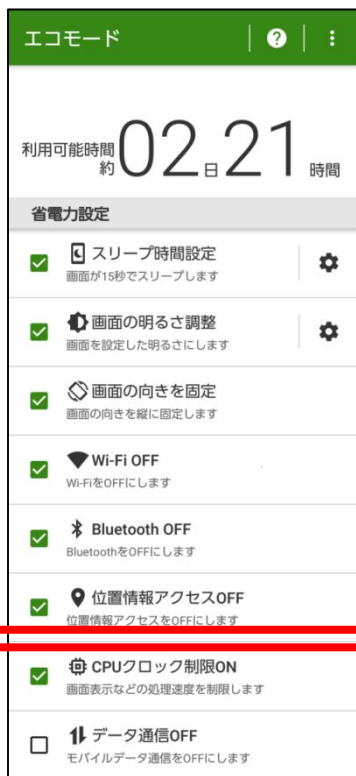 エコモード
利用可能時間
約 02日21時間
省電力設定
スリープ時間設定
画面が15秒でスリープします
画面の明るさ調整
画面を設定した明るさにします
画面の向きを固定
画面の向きを縦に固定します
Wi-Fi OFF
Wi-FiをOFFにします
Bluetooth OFF
BluetoothをOFFにします
位置情報アクセスOFF
位置情報アクセスをOFFにします
CPUクロック制限ON
画面表示などの処理速度を制限します
データ通信OFF
モバイルデータ通信をOFFにします